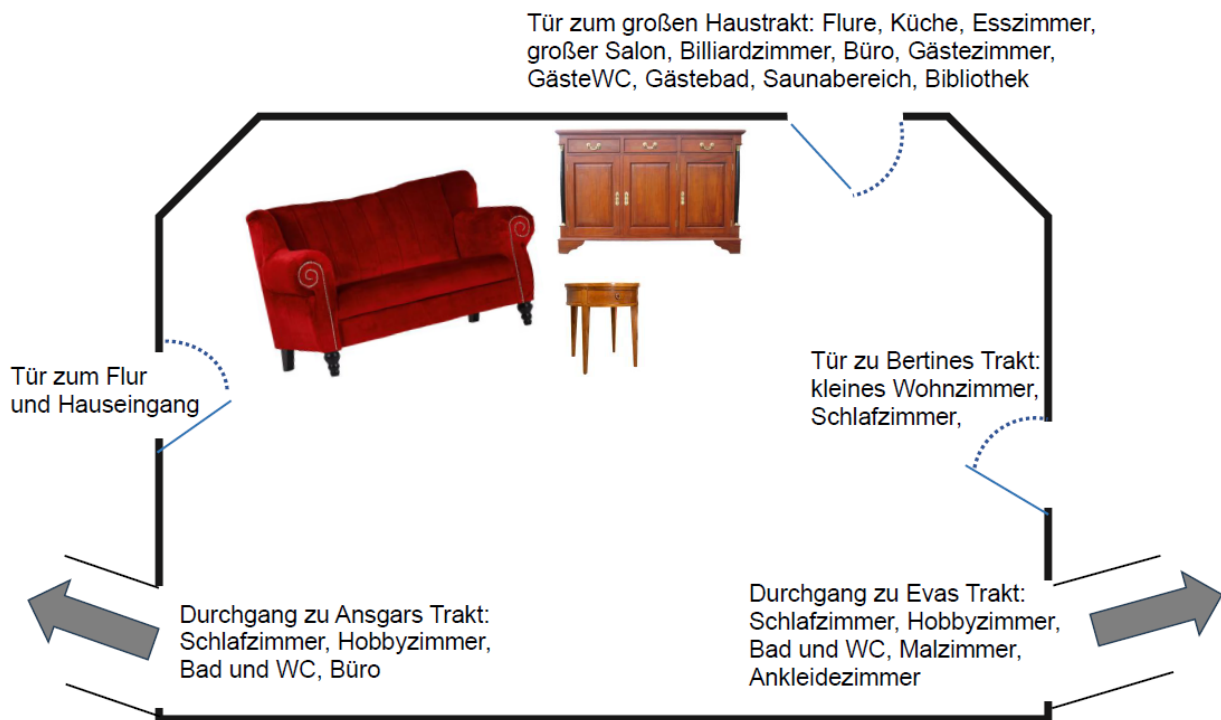 Tür zum großen Haustrakt: Flure, Küche, Esszimmer,
großer Salon, Billiardzimmer, Büro, Gästezimmer,
GästeWC, Gästebad, Saunabereich, Bibliothek
Tür zum Flur
und Hauseingang
Tür zu Bertines Trakt:
kleines Wohnzimmer,
Schlafzimmer,
Durchgang zu Ansgars Trakt:
Schlafzimmer, Hobbyzimmer,
Bad und WC, Büro
Durchgang zu Evas Trakt:
Schlafzimmer, Hobbyzimmer,
Bad und WC, Malzimmer,
Ankleidezimmer